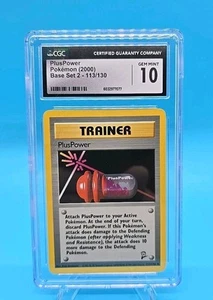 CGC
CERTIFIED GUARANTY COMPANY
PlusPower
Pokémon (2000)
Base Set 2 - 113/130
GEM MINT
10
TRAINER
PlusPower
PlusPower
Attach PlusPower to your Active
Pokémon. At the end of your turn,
discard PlusPower. If this
Pokémon's attack does damage to the Defending
Pokémon (after applying Weakness
and Resistance), the attack does 10
more damage to the Defending
Pokémon.